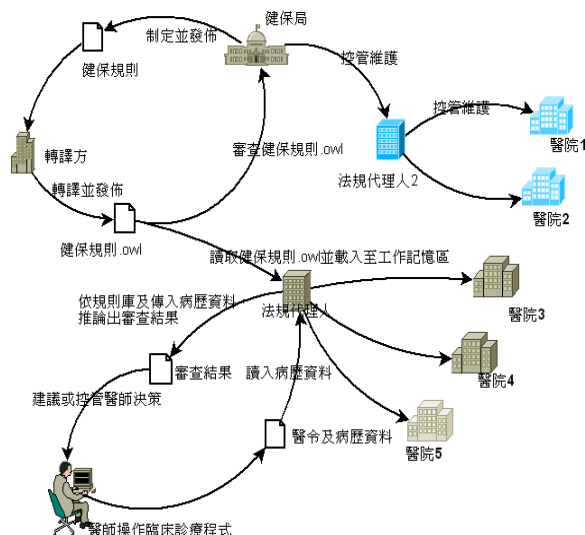 健保局
制定並發佈
健保規則
控管維護
控管維護
醫院1
轉譯方
審查健保規則.owl
法規代理人2
轉譯並發佈
醫院2
健保規則.owl
讀取健保規則.owl並載入至工作記憶區
依規則庫及傳入病歷資料
推論出審查結果
法規代理人
醫院3
審查結果
讀入病歷資料
醫院4
建議或控管醫師決策
醫令及病歷資料
醫院5
醫師操作臨床診療程式